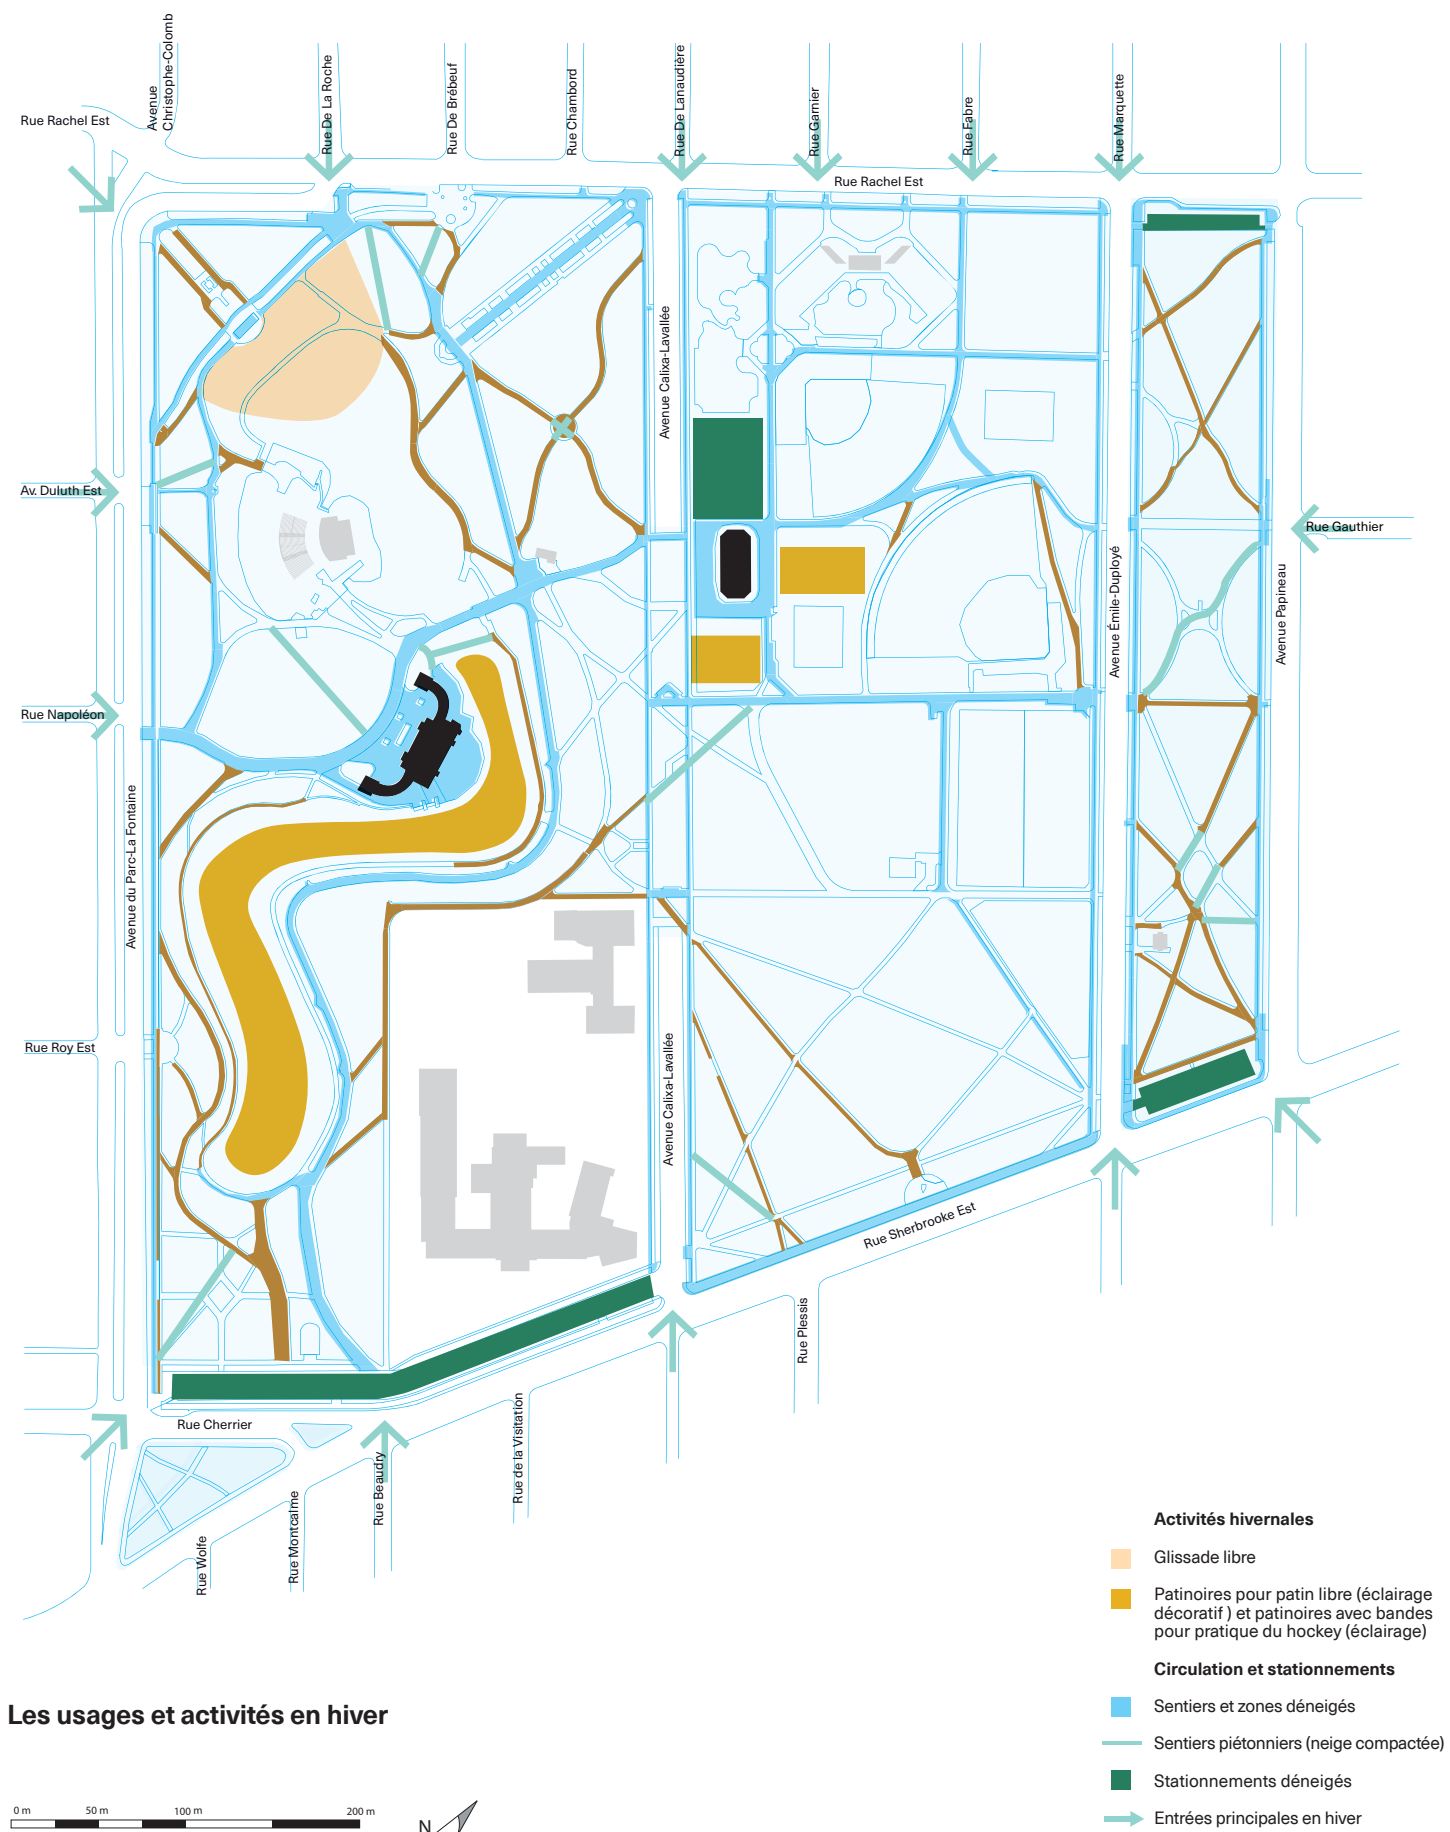 Avenue
Christophe-Colomb
Rue De La Roche
Rue De Brébeuf
Rue Chambord
Rue De Lanaudière
Rue Garnier
Rue Fabre
Rue Marquette
Rue Rachel Est
Rue Rachel Est
Avenue Calixa-Lavallée
Av. Duluth Est
Rue Gauthier
Avenue Émile-Duployé
Avenue Papineau
Rue Napoléon
Avenue du Parc-La Fontaine
Rue Roy Est
Avenue Calixa-Lavallée
Rue Sherbrooke Est
Rue Plessis
Rue Cherrier
Rue de la Visitation
Rue Beaudry
Rue Montcalme
Rue Wolfe
Activités hivernales
Glissade libre
Patinoires pour patin libre (éclairage
décoratif ) et patinoires avec bandes
pour pratique du hockey (éclairage)
Circulation et stationnements
Sentiers et zones déneigés
Sentiers piétonniers (neige compactée)
Stationnements déneigés
Entrées principales en hiver
Les usages et activités en hiver
0 m 50 m 100 m 200 m
N